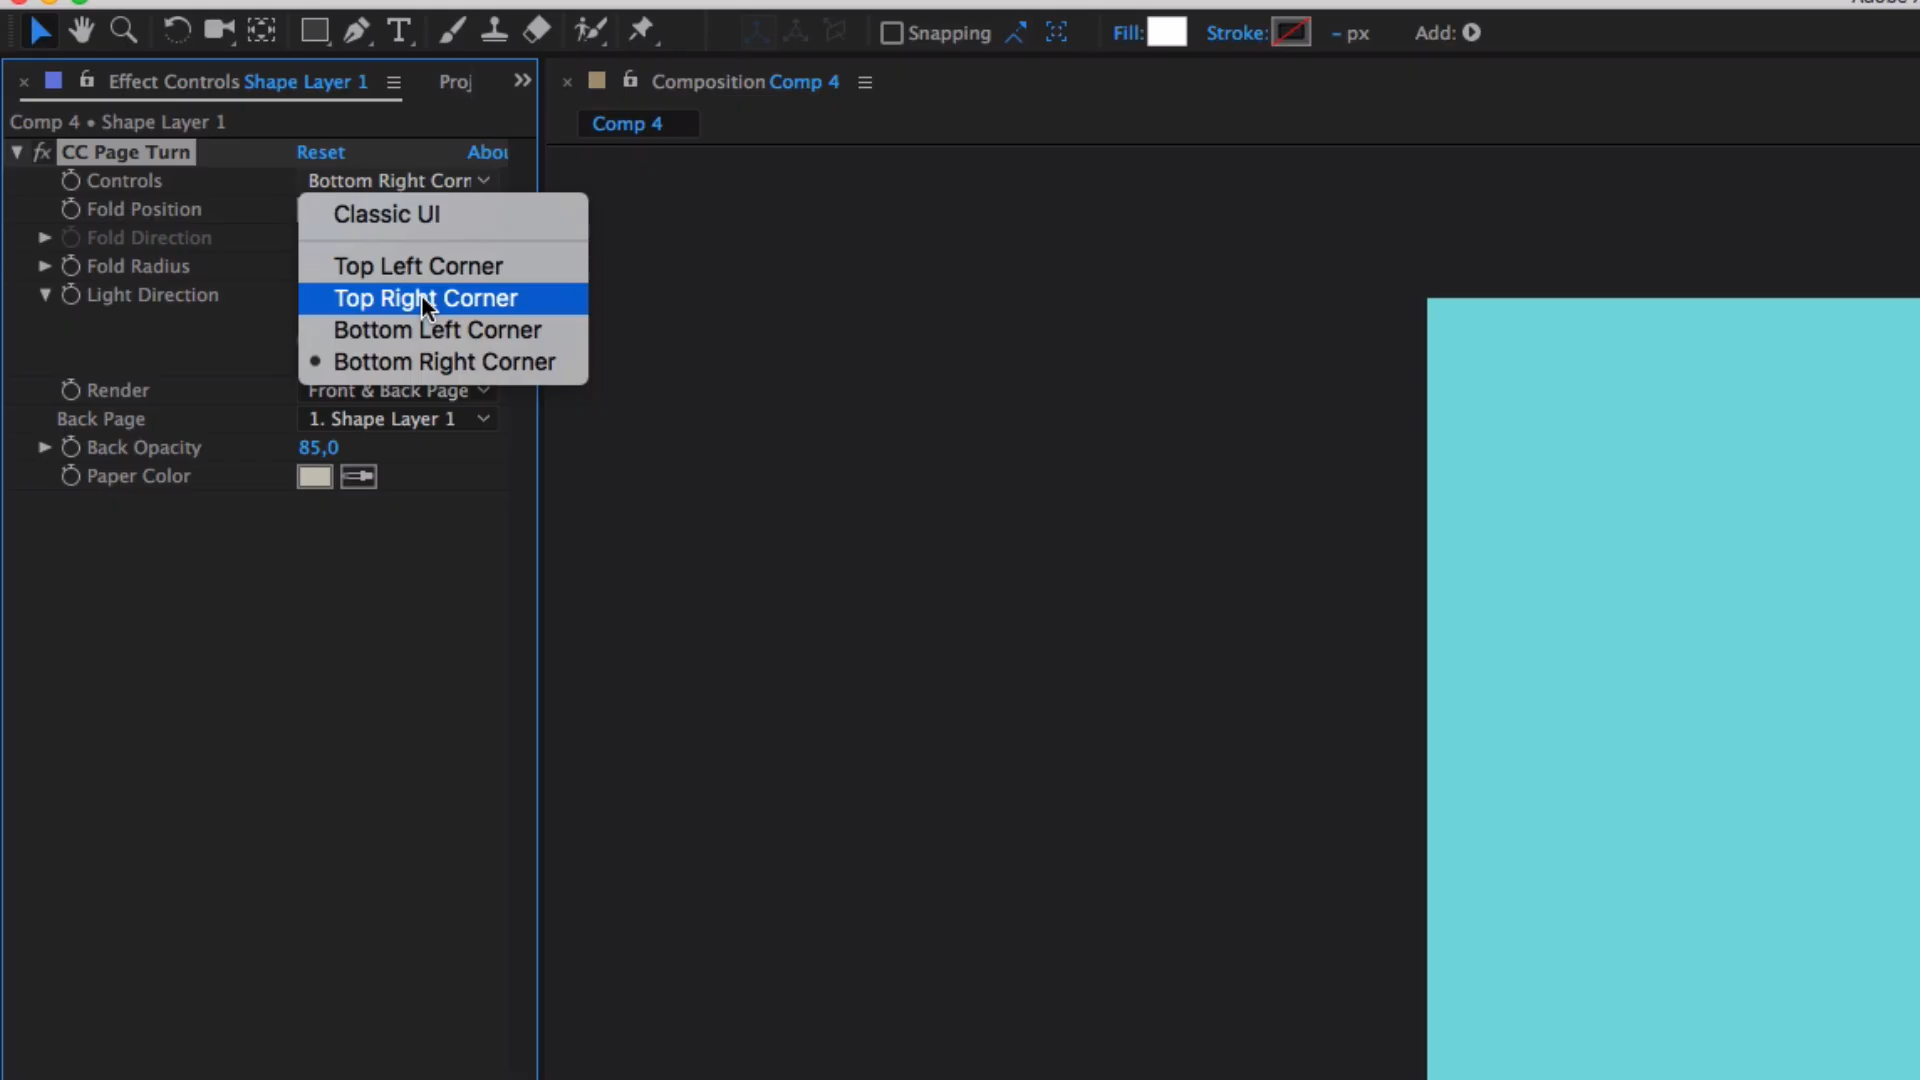 Snapping
Fill:
Stroke:
- px
Add:
Effect Controls Shape Layer 1
Proj
Composition Comp 4
Comp 4 • Shape Layer 1
Comp 4
fx CC Page Turn
Reset
Abou
Controls
Bottom Right Corn
Fold Position
Classic UI
Fold Direction
Fold Radius
Top Left Corner
Light Direction
Top Right Corner
Bottom Left Corner
Bottom Right Corner
Render
Front & Back Page
Back Page
1. Shape Layer 1
Back Opacity
85,0
Paper Color